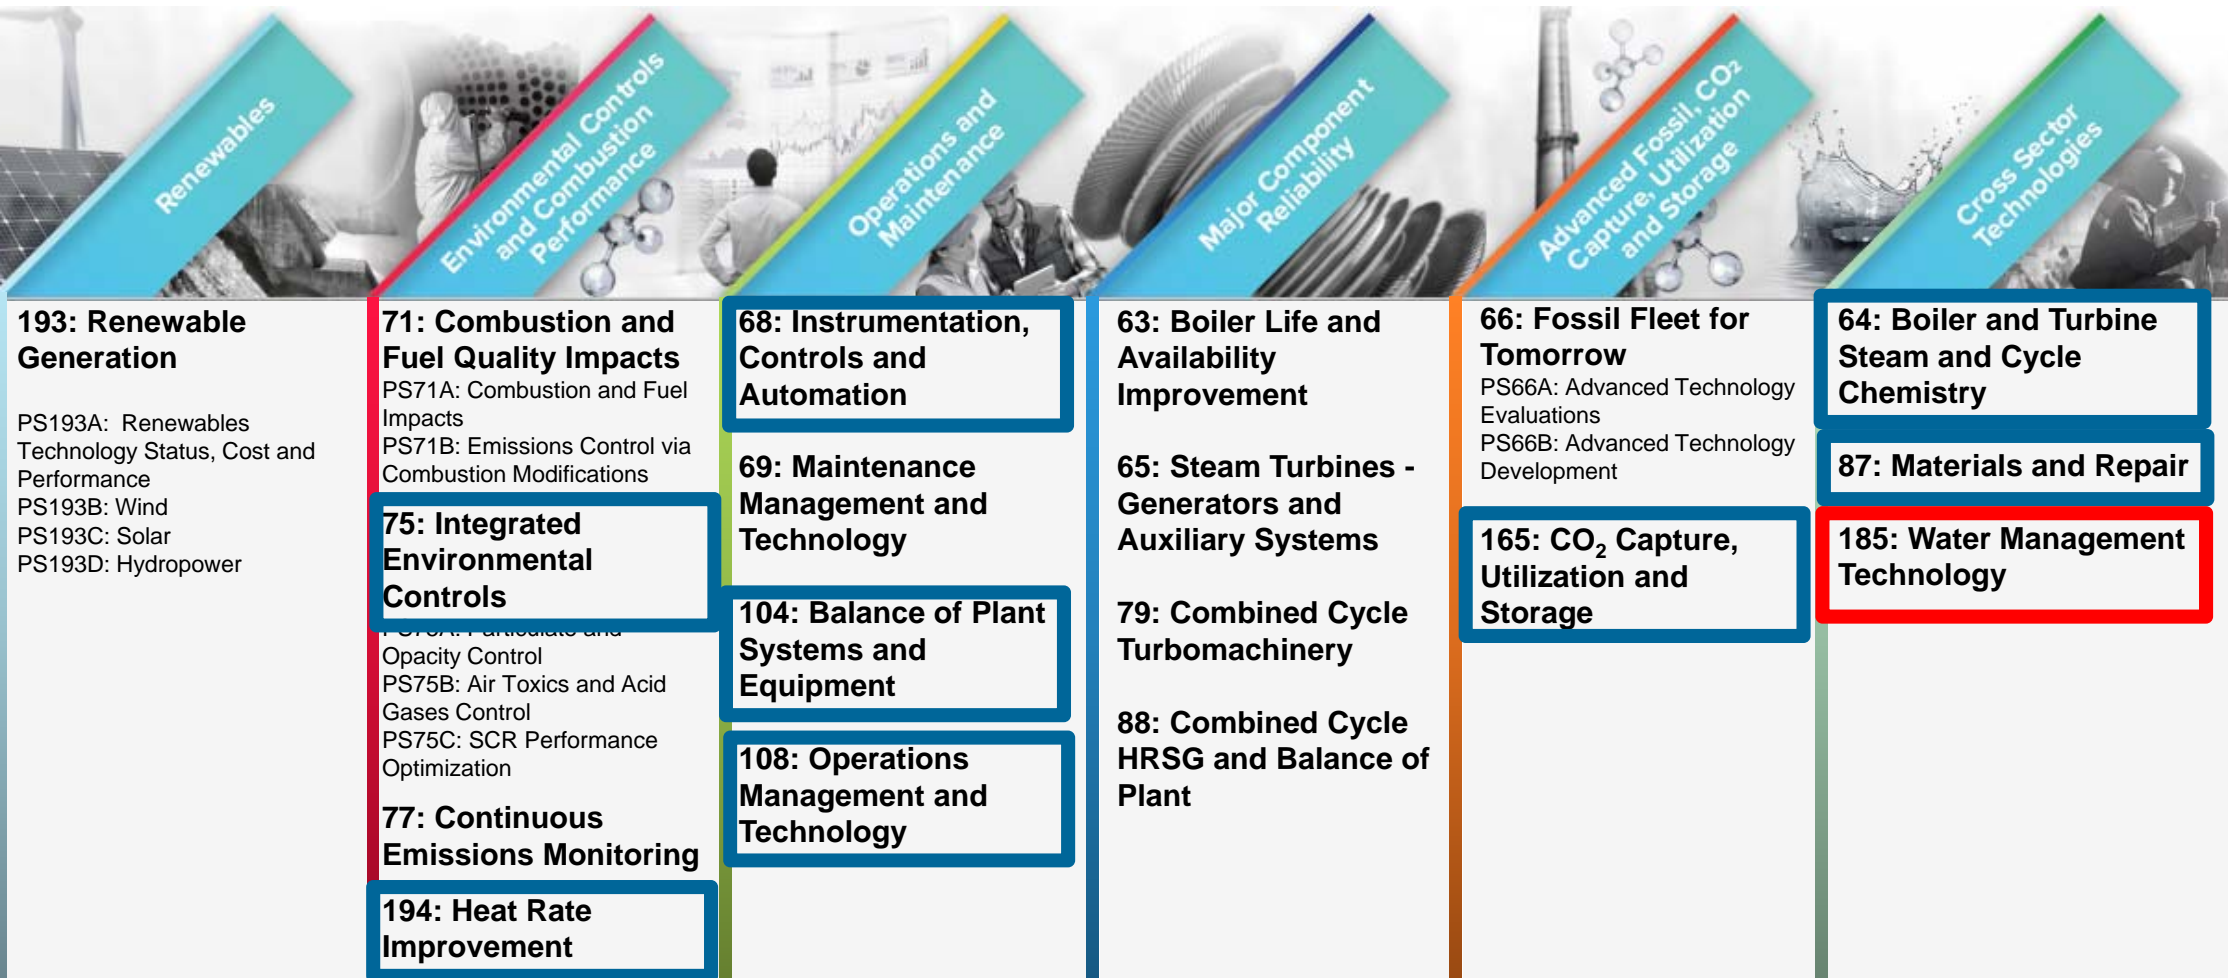 Renewables
Environmental Controls
and Combustion
Performance
Operations and
Maintenance
Major Component
Reliability
Advanced Fossil, CO₂
Capture, Utilization
and Storage
Cross Sector
Technologies
193: Renewable
Generation
PS193A:  Renewables
Technology Status, Cost and
Performance
PS193B: Wind
PS193C: Solar
PS193D: Hydropower
71: Combustion and
Fuel Quality Impacts
PS71A: Combustion and Fuel
Impacts
PS71B: Emissions Control via
Combustion Modifications
75: Integrated
Environmental
Controls
PS75A: Particulate and
Opacity Control
PS75B: Air Toxics and Acid
Gases Control
PS75C: SCR Performance
Optimization
77: Continuous
Emissions Monitoring
194: Heat Rate
Improvement
68: Instrumentation,
Controls and
Automation
69: Maintenance
Management and
Technology
104: Balance of Plant
Systems and
Equipment
108: Operations
Management and
Technology
63: Boiler Life and
Availability
Improvement
65: Steam Turbines -
Generators and
Auxiliary Systems
79: Combined Cycle
Turbomachinery
88: Combined Cycle
HRSG and Balance of
Plant
66: Fossil Fleet for
Tomorrow
PS66A: Advanced Technology
Evaluations
PS66B: Advanced Technology
Development
165: CO₂ Capture,
Utilization and
Storage
64: Boiler and Turbine
Steam and Cycle
Chemistry
87: Materials and Repair
185: Water Management
Technology